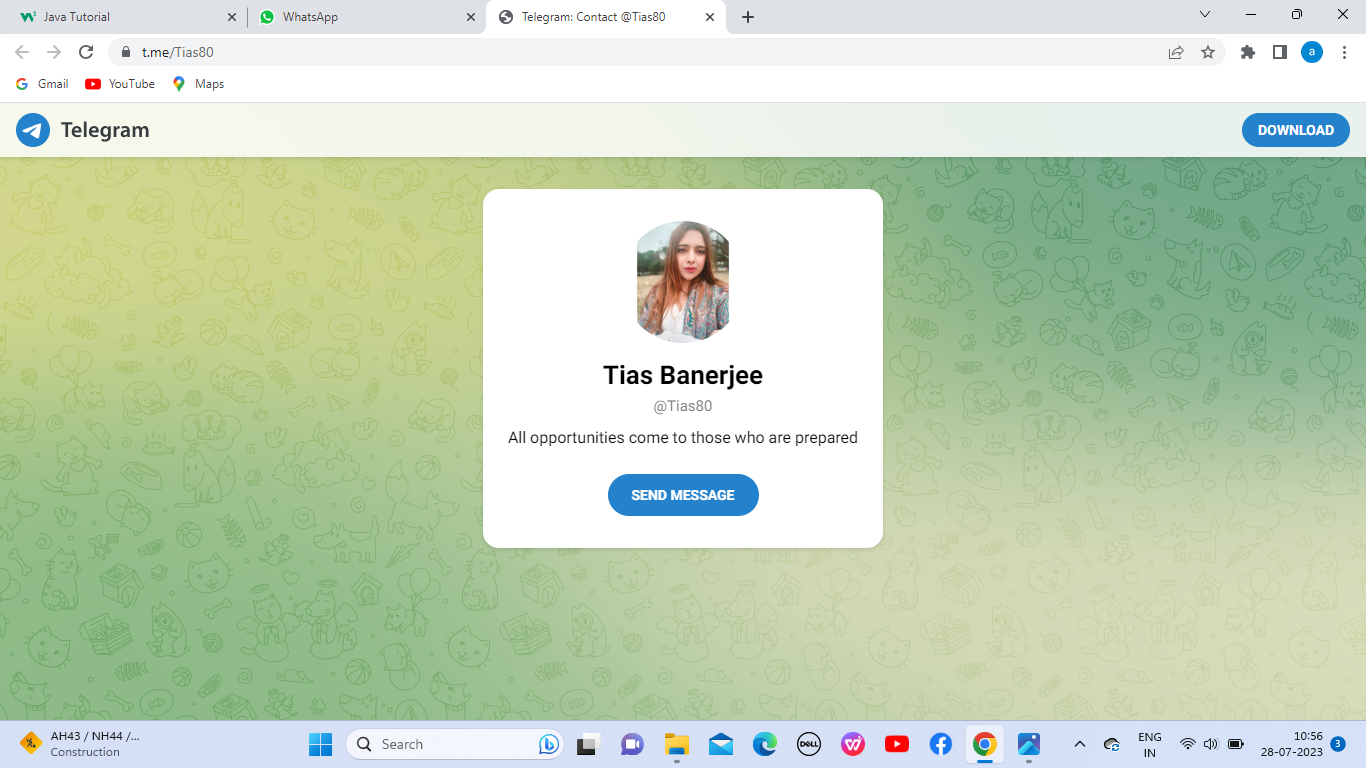 Java Tutorial
WhatsApp
Telegram: Contact @Tias80
t.me/Tias80
a
Gmail
YouTube
Maps
Telegram
DOWNLOAD
Tias Banerjee
@Tias80
All opportunities come to those who are prepared
SEND MESSAGE
AH43 / NH44 /...
Construction
Search
DELL
ENG
IN
10:56
28-07-2023
3